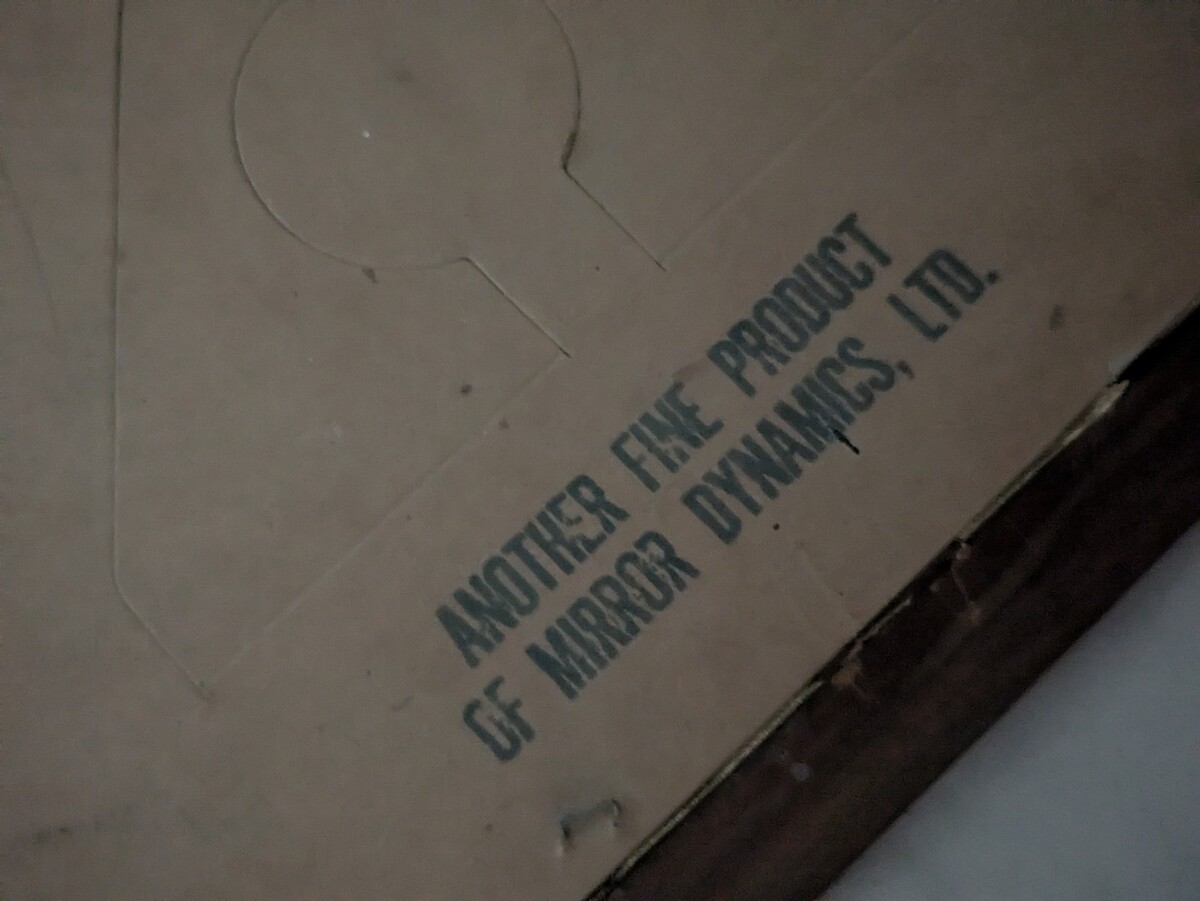 ANOTHER FINE PRODUCT
OF MIRROR DYNAMICS, LTD.